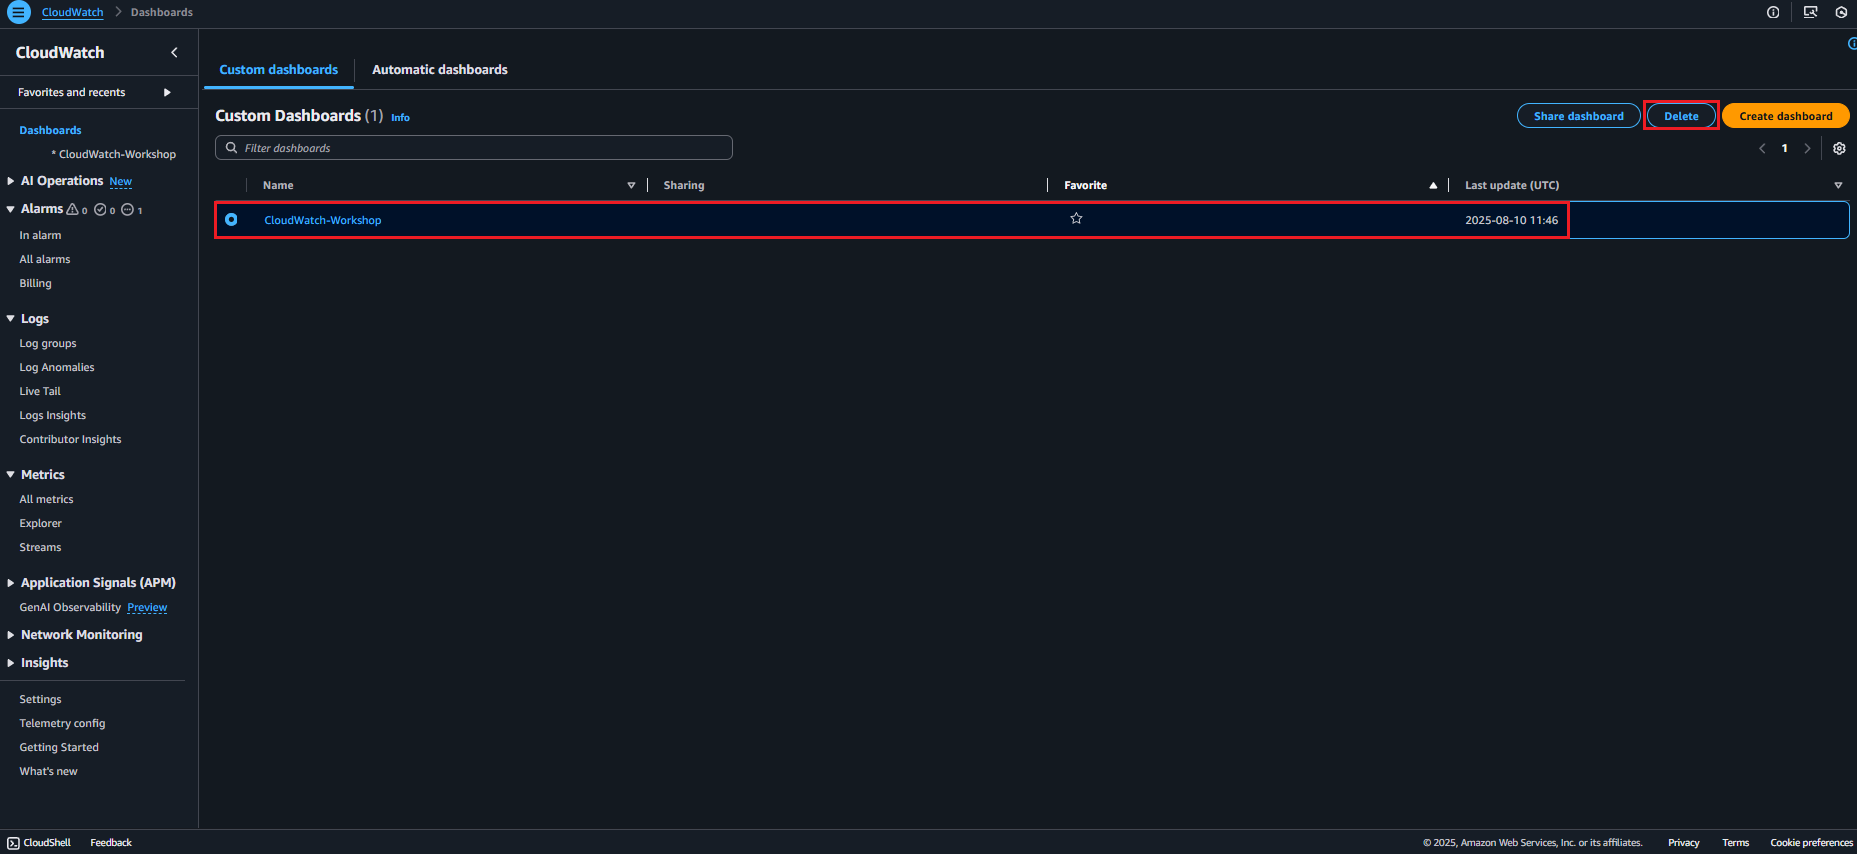 CloudWatch > Dashboards
CloudWatch
Favorites and recents
Dashboards
* CloudWatch-Workshop
AI Operations New
Alarms 0 0 1
In alarm
All alarms
Billing
Logs
Log groups
Log Anomalies
Live Tail
Logs Insights
Contributor Insights
Metrics
All metrics
Explorer
Streams
Application Signals (APM)
GenAI Observability Preview
Network Monitoring
Insights
Settings
Telemetry config
Getting Started
What's new
Custom dashboards
Automatic dashboards
Custom Dashboards (1) Info
Share dashboard
Delete
Create dashboard
Filter dashboards
1
Name Sharing Favorite Last update (UTC)
CloudWatch-Workshop 2025-08-10 11:46
CloudShell Feedback
© 2025, Amazon Web Services, Inc. or its affiliates. Privacy Terms Cookie preferences